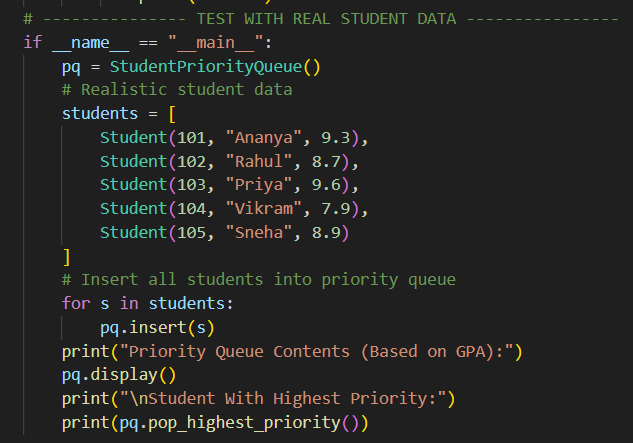 # --------------- TEST WITH REAL STUDENT DATA ----------------
if __name__ == "__main__":
    pq = StudentPriorityQueue()
    # Realistic student data
    students = [
        Student(101, "Ananya", 9.3),
        Student(102, "Rahul", 8.7),
        Student(103, "Priya", 9.6),
        Student(104, "Vikram", 7.9),
        Student(105, "Sneha", 8.9)
    ]
    # Insert all students into priority queue
    for s in students:
        pq.insert(s)
    print("Priority Queue Contents (Based on GPA):")
    pq.display()
    print("\nStudent With Highest Priority:")
    print(pq.pop_highest_priority())